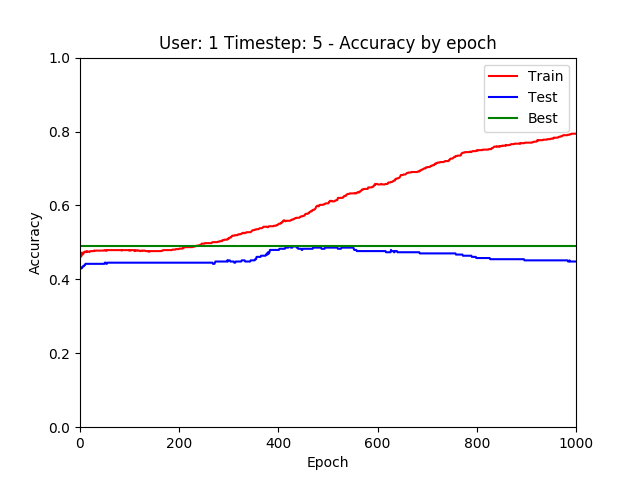 User: 1 Timestep: 5 - Accuracy by epoch
1.0
0.8
0.6
0.4
0.2
0.0
Accuracy
Train
Test
Best
0 200 400 600 800 1000
Epoch